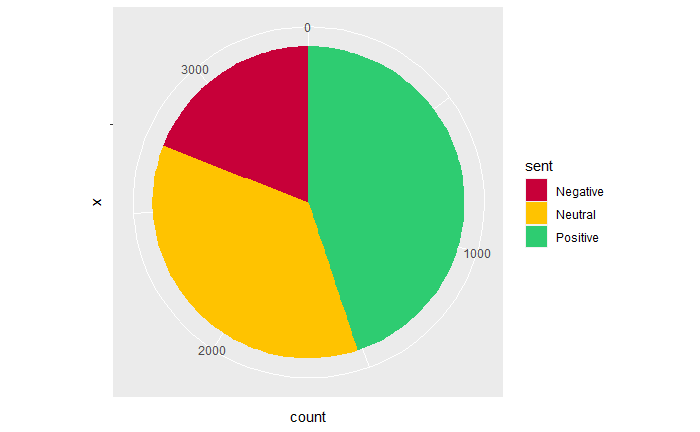 0
3000
1000
2000
x
count
sent
Negative
Neutral
Positive